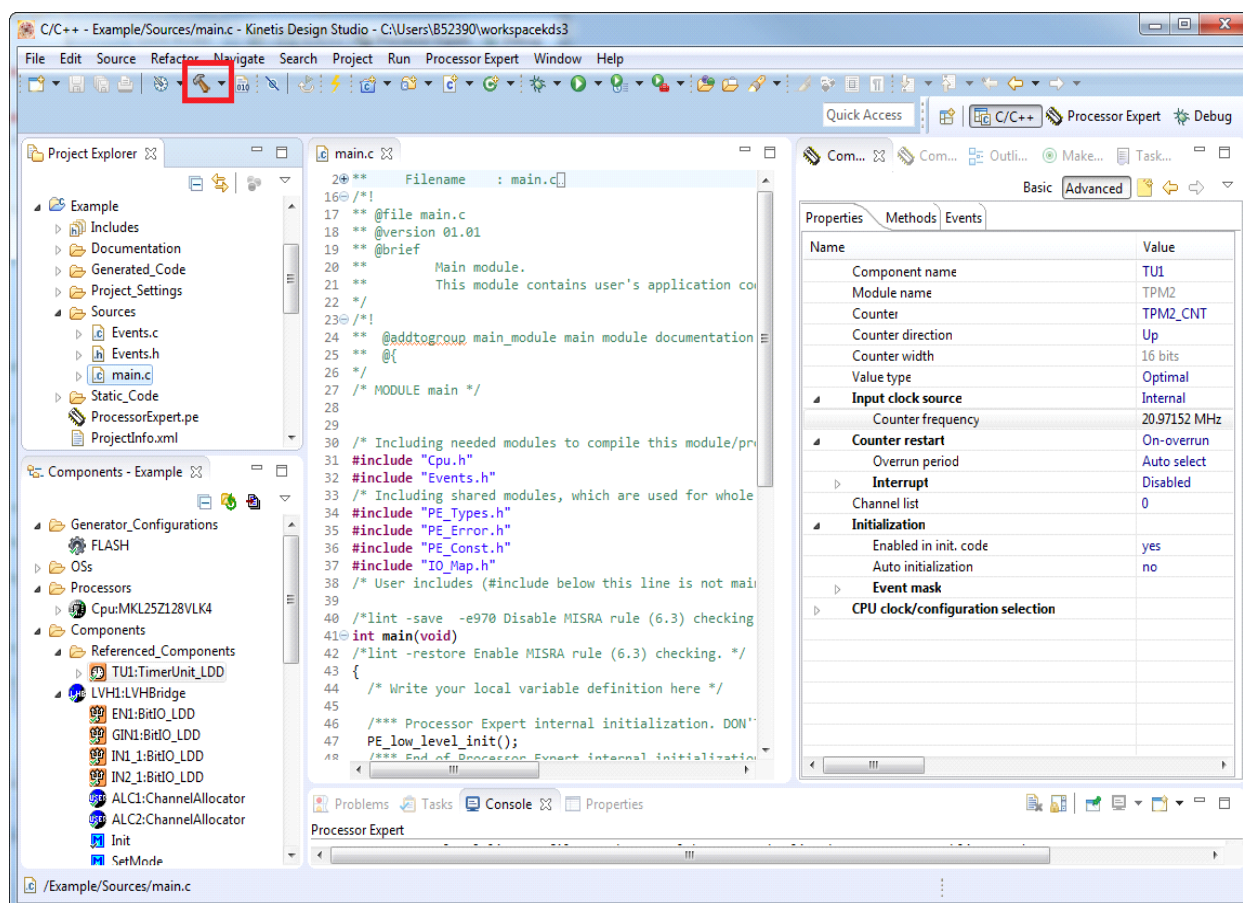 C/C++ - Example/Sources/main.c - Kinetis Design Studio - C:\Users\B52390\workspacekds3
File Edit Source Refactor Navigate Search Project Run Processor Expert Window Help
010
Quick Access
C/C++
Processor Expert
Debug
Project Explorer
Example
Includes
Documentation
Generated_Code
Project_Settings
Sources
Events.c
Events.h
main.c
Static_Code
ProcessorExpert.pe
ProjectInfo.xml
Components - Example
Generator_Configurations
FLASH
OSs
Processors
Cpu:MKL25Z128VLK4
Components
Referenced_Components
TU1:TimerUnit_LDD
LVH1:LVHBridge
EN1:BitIO_LDD
GIN1:BitIO_LDD
IN1_1:BitIO_LDD
IN2_1:BitIO_LDD
ALC1:ChannelAllocator
ALC2:ChannelAllocator
Init
SetMode
main.c
2 ** Filename : main.c
16 /*!
17 ** @file main.c
18 ** @version 01.01
19 ** @brief
20 ** Main module.
21 ** This module contains user's application co
22 */
23 /*!
24 ** @addtogroup main_module main module documentation
25 ** @{
26 */
27 /* MODULE main */
28
29
30 /* Including needed modules to compile this module/pr
31 #include "Cpu.h"
32 #include "Events.h"
33 /* Including shared modules, which are used for whole
34 #include "PE_Types.h"
35 #include "PE_Error.h"
36 #include "PE_Const.h"
37 #include "IO_Map.h"
38 /* User includes (#include below this line is not mai
39
40 /*lint -save -e970 Disable MISRA rule (6.3) checking
41 int main(void)
42 /*lint -restore Enable MISRA rule (6.3) checking. */
43 {
44 /* Write your local variable definition here */
45
46 /*** Processor Expert internal initialization. DON'
47 PE_low_level_init();
48 /*** End of Processor Expert internal initializatio
Com... Com... Outli... Make... Task...
Basic Advanced
Properties Methods Events
Name Value
Component name TU1
Module name TPM2
Counter TPM2_CNT
Counter direction Up
Counter width 16 bits
Value type Optimal
Input clock source Internal
Counter frequency 20.97152 MHz
Counter restart On-overrun
Overrun period Auto select
Interrupt Disabled
Channel list 0
Initialization
Enabled in init. code yes
Auto initialization no
Event mask
CPU clock/configuration selection
Problems Tasks Console Properties
Processor Expert
/Example/Sources/main.c